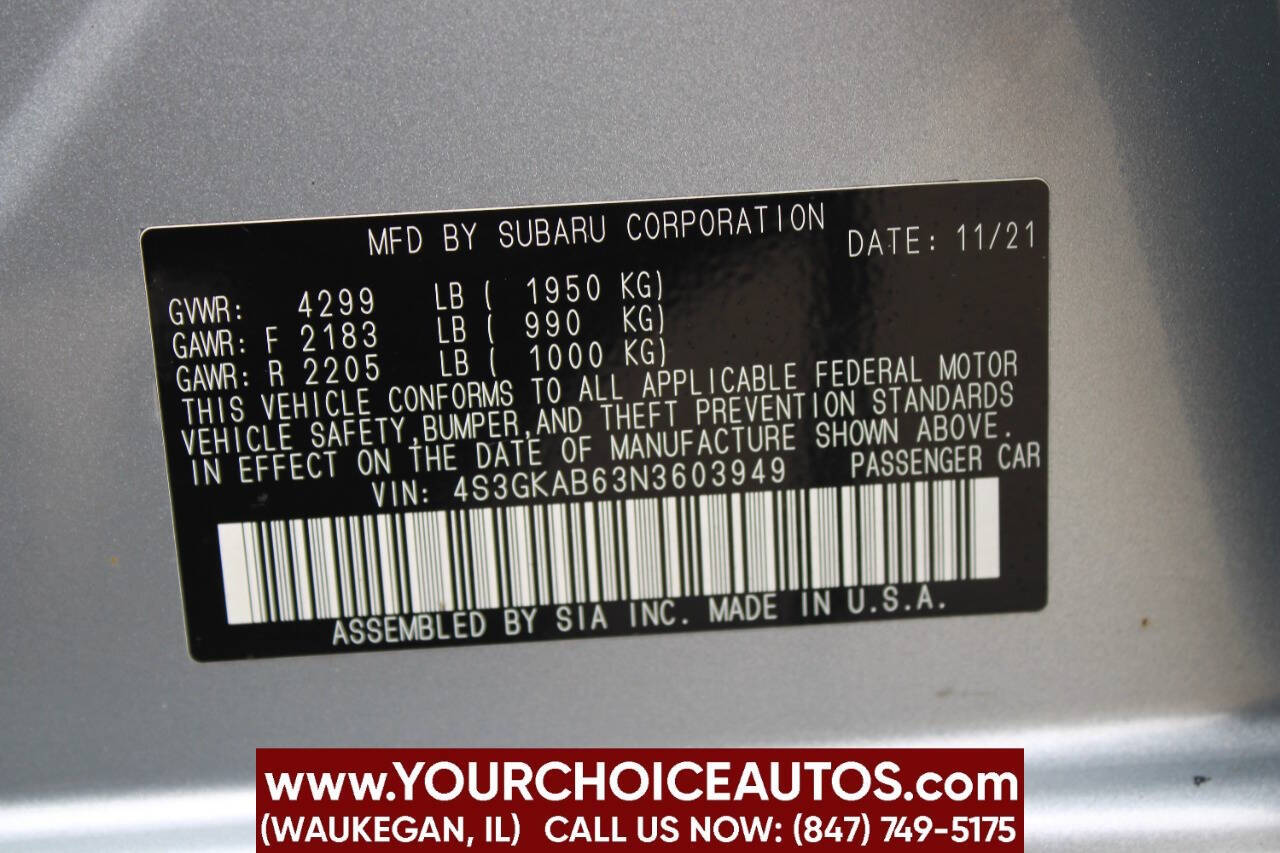 MFD BY SUBARU CORPORATION DATE: 11/21
GVWR: 4299 LB ( 1950 KG)
GAWR: F 2183 LB ( 990 KG)
GAWR: R 2205 LB ( 1000 KG)
THIS VEHICLE CONFORMS TO ALL APPLICABLE FEDERAL MOTOR
VEHICLE SAFETY,BUMPER,AND THEFT PREVENTION STANDARDS
IN EFFECT ON THE DATE OF MANUFACTURE SHOWN ABOVE.
VIN: 4S3GKAB63N3603949 PASSENGER CAR
ASSEMBLED BY SIA INC. MADE IN U.S.A.
www.YOURCHOICEAUTOS.com
(WAUKEGAN, IL) CALL US NOW: (847) 749-5175